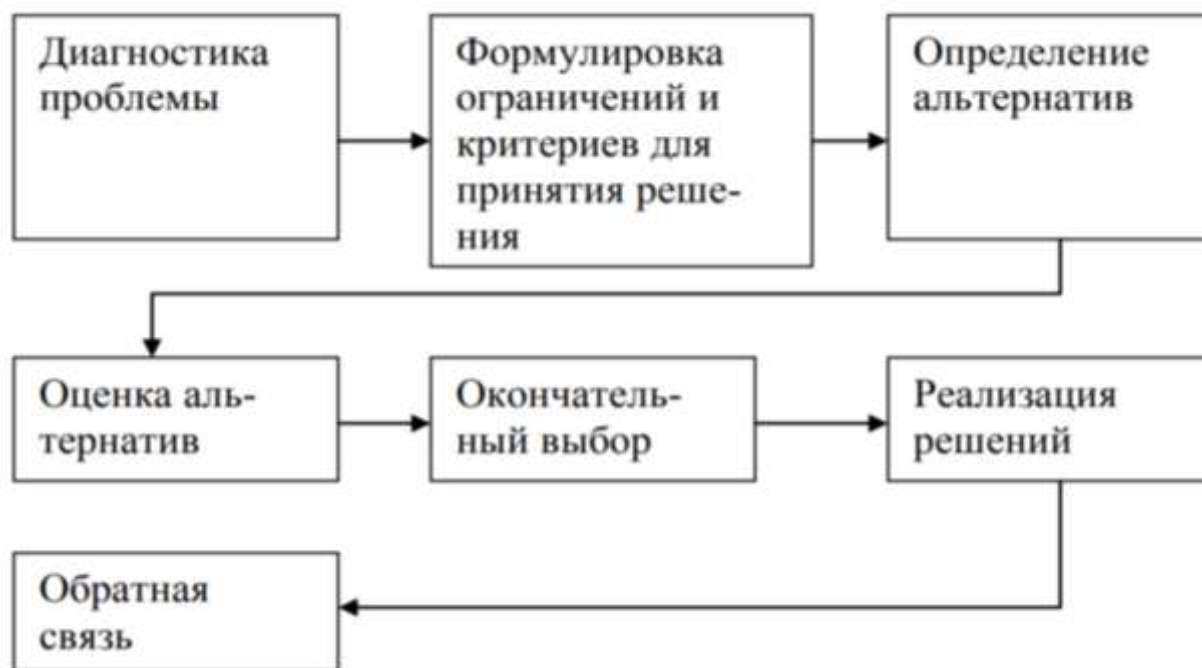 Диагностика
проблемы
Формулировка
ограничений и
критериев для
принятия реше-
ния
Определение
альтернатив
Оценка аль-
тернатив
Окончатель-
ный выбор
Реализация
решений
Обратная
связь